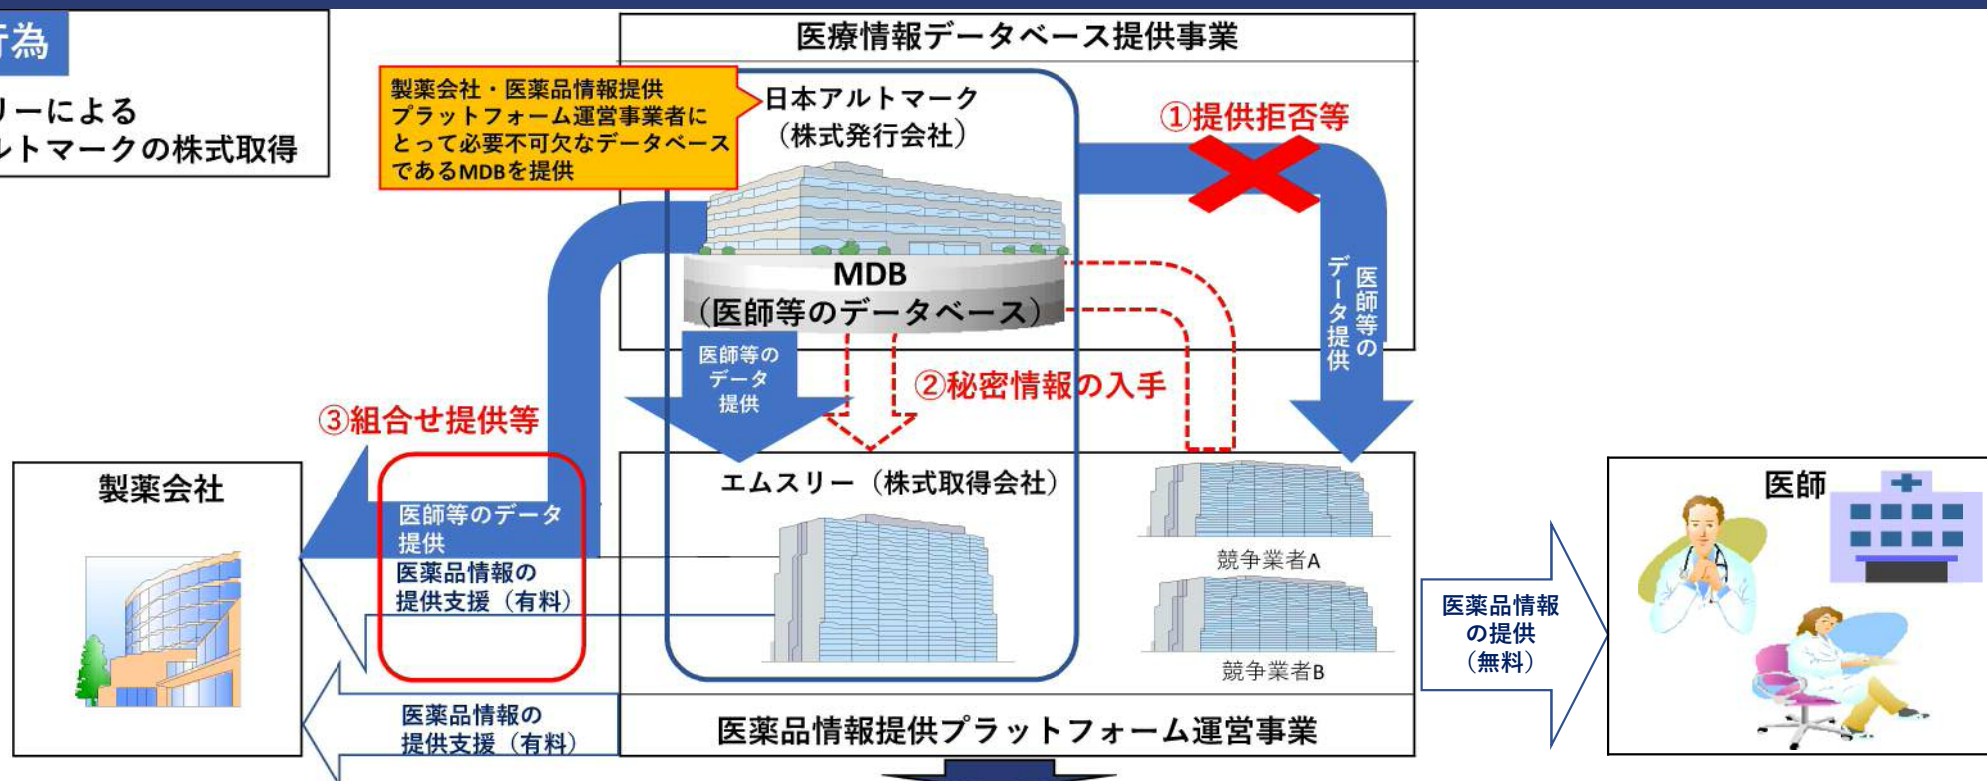 行為
リーによる
ルトマークの株式取得
医療情報データベース提供事業
製薬会社・医薬品情報提供
プラットフォーム運営事業者に
とって必要不可欠なデータベース
であるMDBを提供
日本アルトマーク
(株式発行会社)
①提供拒否等
MDB
(医師等のデータベース)
医師等の
データ提供
医師等の
データ
提供
②秘密情報の入手
③組合せ提供等
製薬会社
医師等のデータ
提供
医薬品情報の
提供支援(有料)
エムスリー(株式取得会社)
競争業者A
競争業者B
医薬品情報の
提供支援(有料)
医薬品情報提供プラットフォーム運営事業
医薬品情報
の提供
(無料)
医師